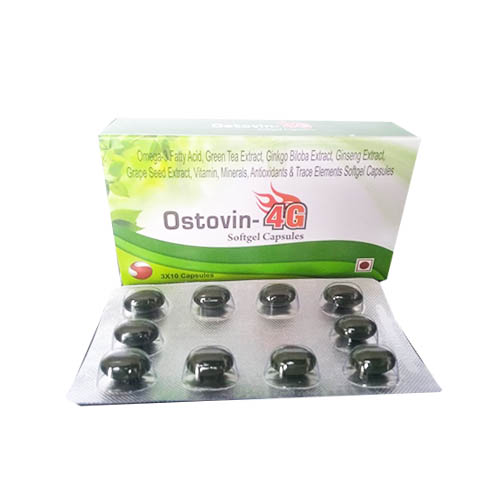 Ostovin-4G
Omega-3 Fatty Acid, Green Tea Extract, Ginkgo Biloba Extract, Ginseng Extract,
Grape Seed Extract, Vitamin, Minerals, Antioxidants & Trace Elements Softgel Capsules
Ostovin-4G
Softgel Capsules
3X10 Capsules